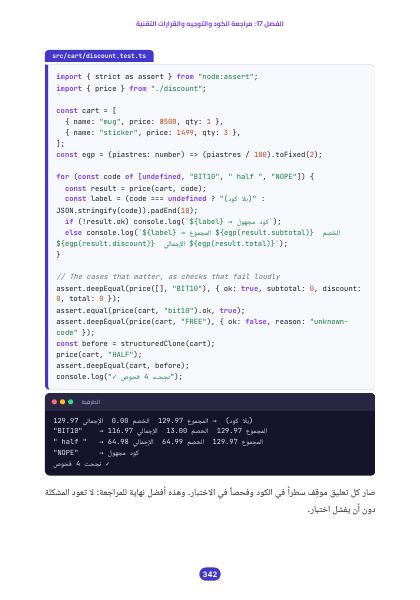 الفصل 17: مراجعة الكود والتوجيه والقرارات التقنية
src/cart/discount.test.ts
import { strict as assert } from "node:assert";
import { price } from "./discount";
const cart = [
{ name: "mug", price: 8500, qty: 1 },
{ name: "sticker", price: 1499, qty: 3 },
];
const egp = (piastres: number) => (piastres / 100).toFixed(2);
for (const code of [undefined, "BIT10", " half ", "NOPE"]) {
const result = price(cart, code);
const label = (code === undefined ? "(بلا كود)" :
JSON.stringify(code)).padEnd(10);
if (!result.ok) console.log(`${label} → كود مجهول`);
else console.log(`${label} → المجموع ${egp(result.subtotal)} الخصم
${egp(result.discount)} الإجمالي ${egp(result.total)}`);
}
// The cases that matter, as checks that fail loudly
assert.deepEqual(price([], "BIT10"), { ok: true, subtotal: 0, discount:
0, total: 0 });
assert.equal(price(cart, "bit10").ok, true);
assert.deepEqual(price(cart, "FREE"), { ok: false, reason: "unknown-
code" });
const before = structuredClone(cart);
price(cart, "HALF");
assert.deepEqual(cart, before);
console.log("✓ نجحت 4 فحوص");
الطرفية
(بلا كود) → المجموع 129.97 الخصم 0.00 الإجمالي 129.97
"BIT10" → المجموع 129.97 الخصم 13.00 الإجمالي 116.97
" half " → المجموع 129.97 الخصم 64.99 الإجمالي 64.98
"NOPE" → كود مجهول
✓ نجحت 4 فحوص
صار كل تعليق موقِف سطراً في الكود وفحصاً في الاختبار. وهذه أفضل نهاية للمراجعة: لا تعود المشكلة
دون أن يفشل اختبار.
342